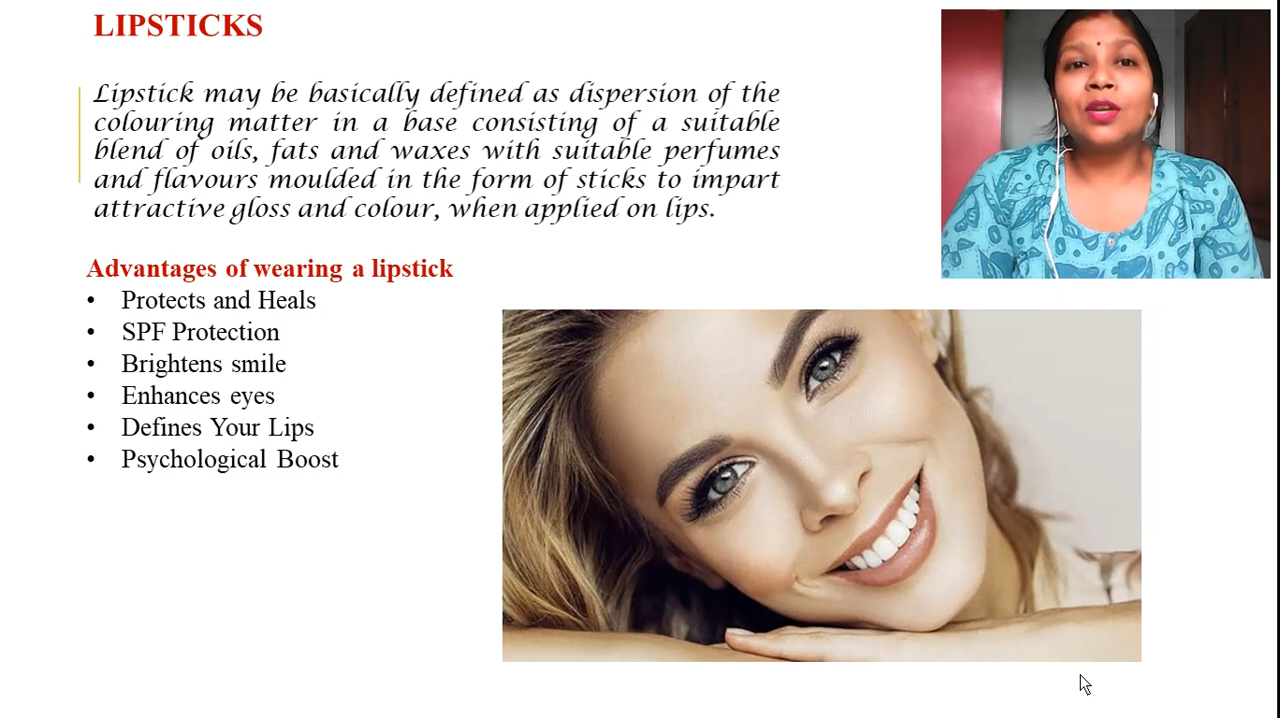 LIPSTICKS
Lipstick may be basically defined as dispersion of the
colouring matter in a base consisting of a suitable
blend of oils, fats and waxes with suitable perfumes
and flavours moulded in the form of sticks to impart
attractive gloss and colour, when applied on lips.
Advantages of wearing a lipstick
• Protects and Heals
• SPF Protection
• Brightens smile
• Enhances eyes
• Defines Your Lips
• Psychological Boost